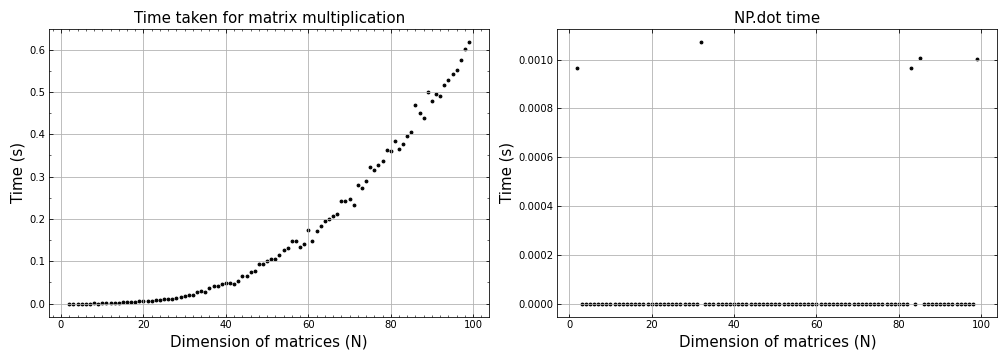 Time taken for matrix multiplication
Time (s)
0.6
0.5
0.4
0.3
0.2
0.1
0.0
0 20 40 60 80 100
Dimension of matrices (N)
NP.dot time
Time (s)
0.0010
0.0008
0.0006
0.0004
0.0002
0.0000
0 20 40 60 80 100
Dimension of matrices (N)